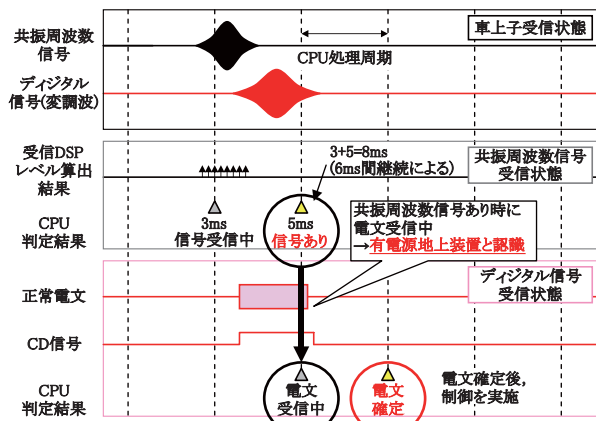 共振周波数
信号
車上子受信状態
CPU処理周期
ディジタル
信号(変調波)
受信DSP
レベル算出
結果
3+5=8ms
(6ms間継続による)
共振周波数信号
受信状態
CPU
判定結果
3ms
信号受信中
5ms
信号あり
共振周波数信号あり時に
電文受信中
→有電源地上装置と認識
ディジタル信号
受信状態
正常電文
CD信号
CPU
判定結果
電文
受信中
電文
確定
電文確定後,
制御を実施